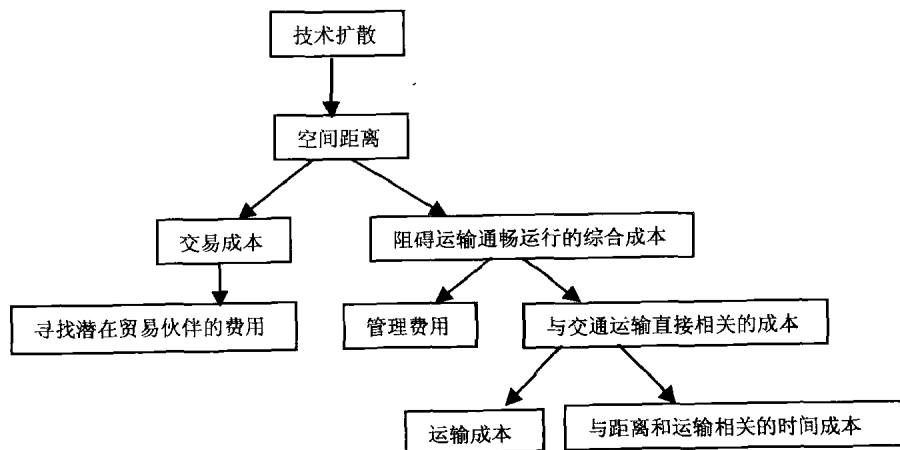 技术扩散
空间距离
交易成本
阻碍运输通畅运行的综合成本
寻找潜在贸易伙伴的费用
管理费用
与交通运输直接相关的成本
运输成本
与距离和运输相关的时间成本